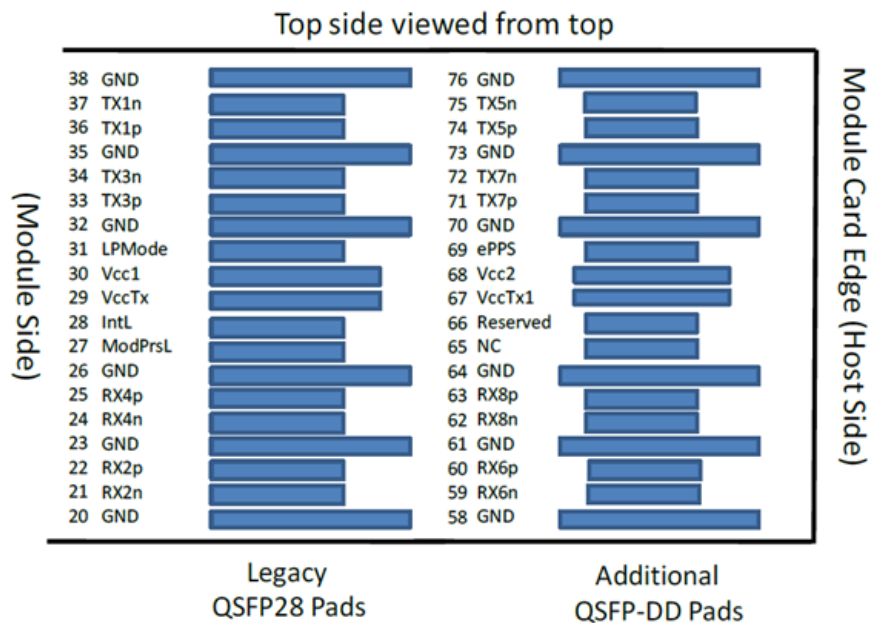 Top side viewed from top
(Module Side)
38 GND
37 TX1n
36 TX1p
35 GND
34 TX3n
33 TX3p
32 GND
31 LPMode
30 Vcc1
29 VccTx
28 IntL
27 ModPrsL
26 GND
25 RX4p
24 RX4n
23 GND
22 RX2p
21 RX2n
20 GND
Legacy
QSFP28 Pads
76 GND
75 TX5n
74 TX5p
73 GND
72 TX7n
71 TX7p
70 GND
69 ePPS
68 Vcc2
67 VccTx1
66 Reserved
65 NC
64 GND
63 RX8p
62 RX8n
61 GND
60 RX6p
59 RX6n
58 GND
Additional
QSFP-DD Pads
Module Card Edge (Host Side)